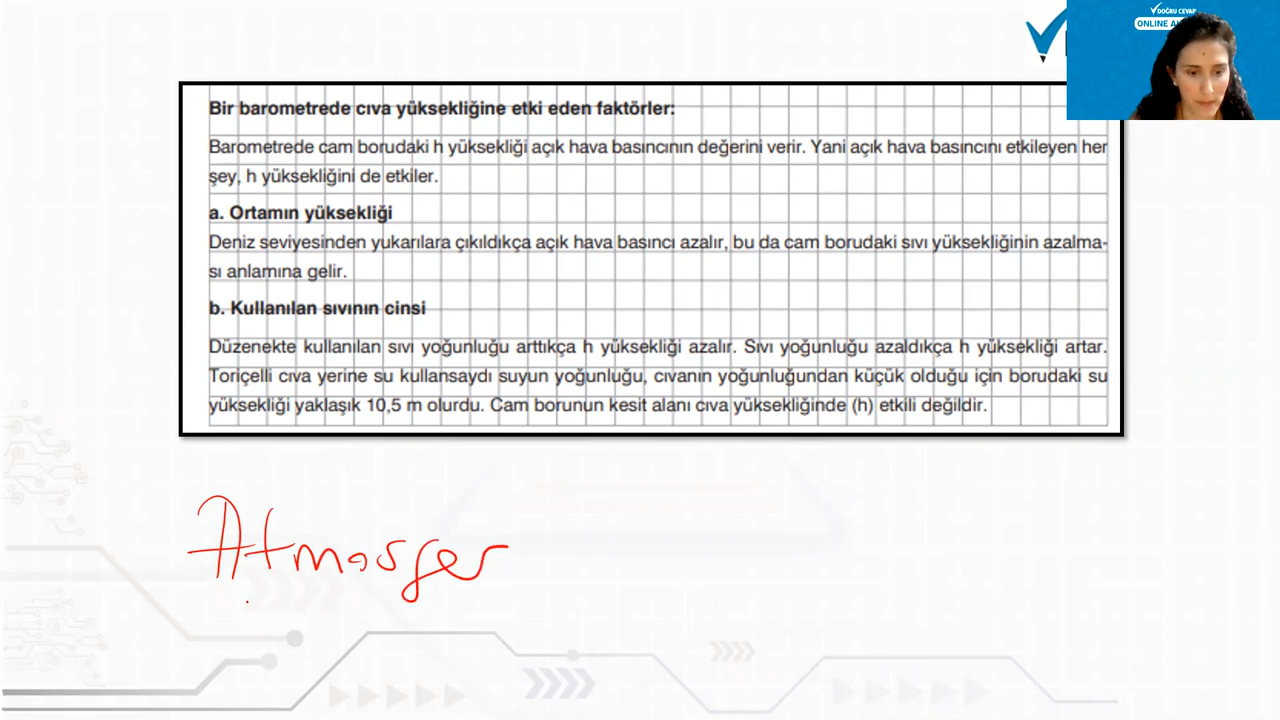 DOĞRU CEVAP
Bir barometrede cıva yüksekliğine etki eden faktörler:
Barometrede cam borudaki h yüksekliği açık hava basıncının değerini verir. Yani açık hava basıncını etkileyen her
şey, h yüksekliğini de etkiler.
a. Ortamın yüksekliği
Deniz seviyesinden yukarılara çıkıldıkça açık hava basıncı azalır, bu da cam borudaki sıvı yüksekliğinin azalma-
sı anlamına gelir.
b. Kullanılan sıvının cinsi
Düzenekte kullanılan sıvı yoğunluğu arttıkça h yüksekliği azalır. Sıvı yoğunluğu azaldıkça h yüksekliği artar.
Toriçelli cıva yerine su kullansaydı suyun yoğunluğu, cıvanın yoğunluğundan küçük olduğu için borudaki su
yüksekliği yaklaşık 10,5 m olurdu. Cam borunun kesit alanı cıva yüksekliğinde (h) etkili değildir.
Atmosfer